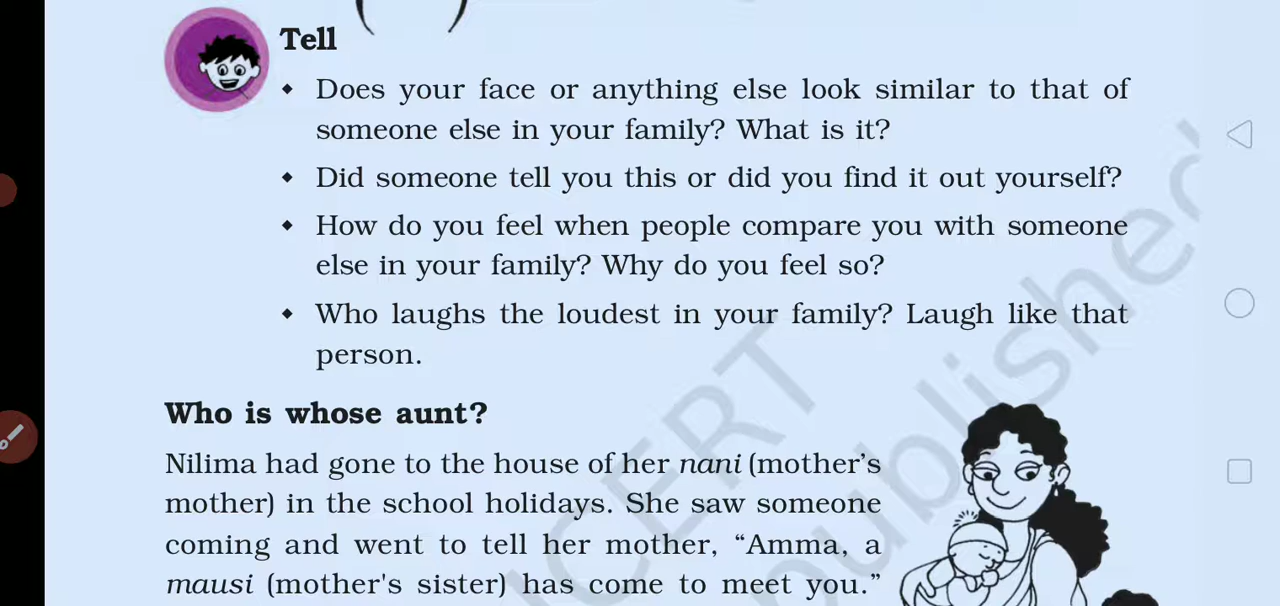 Tell
◆ Does your face or anything else look similar to that of
someone else in your family? What is it?
◆ Did someone tell you this or did you find it out yourself?
◆ How do you feel when people compare you with someone
else in your family? Why do you feel so?
◆ Who laughs the loudest in your family? Laugh like that
person.
Who is whose aunt?
Nilima had gone to the house of her nani (mother’s
mother) in the school holidays. She saw someone
coming and went to tell her mother, “Amma, a
mausi (mother's sister) has come to meet you.”